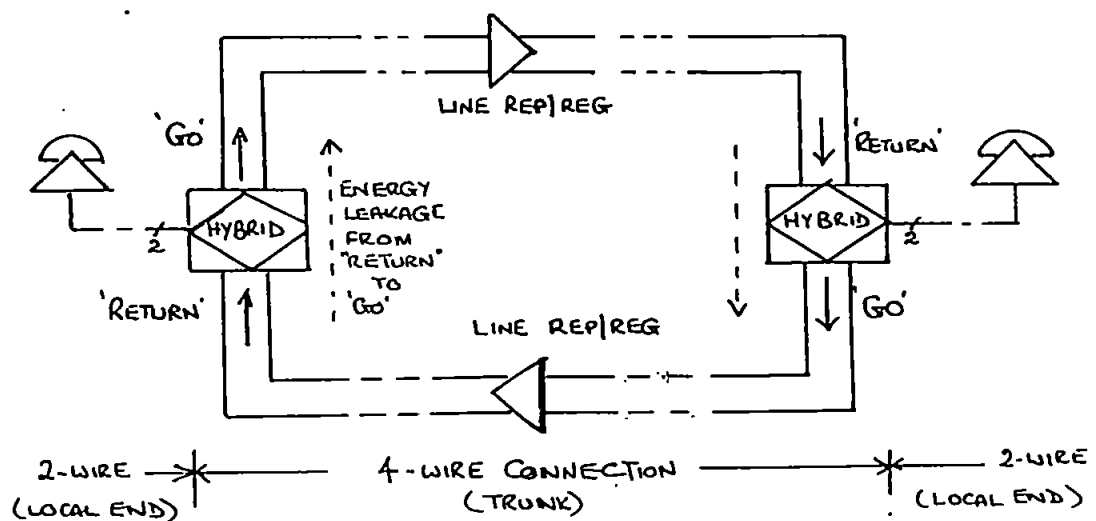 LINE REP/REG
'GO'
'RETURN'
ENERGY
LEAKAGE
FROM
"RETURN"
TO
'GO'
HYBRID
HYBRID
2
2
'RETURN'
'GO'
LINE REP/REG
2-WIRE
(LOCAL END)
4-WIRE CONNECTION
(TRUNK)
2-WIRE
(LOCAL END)